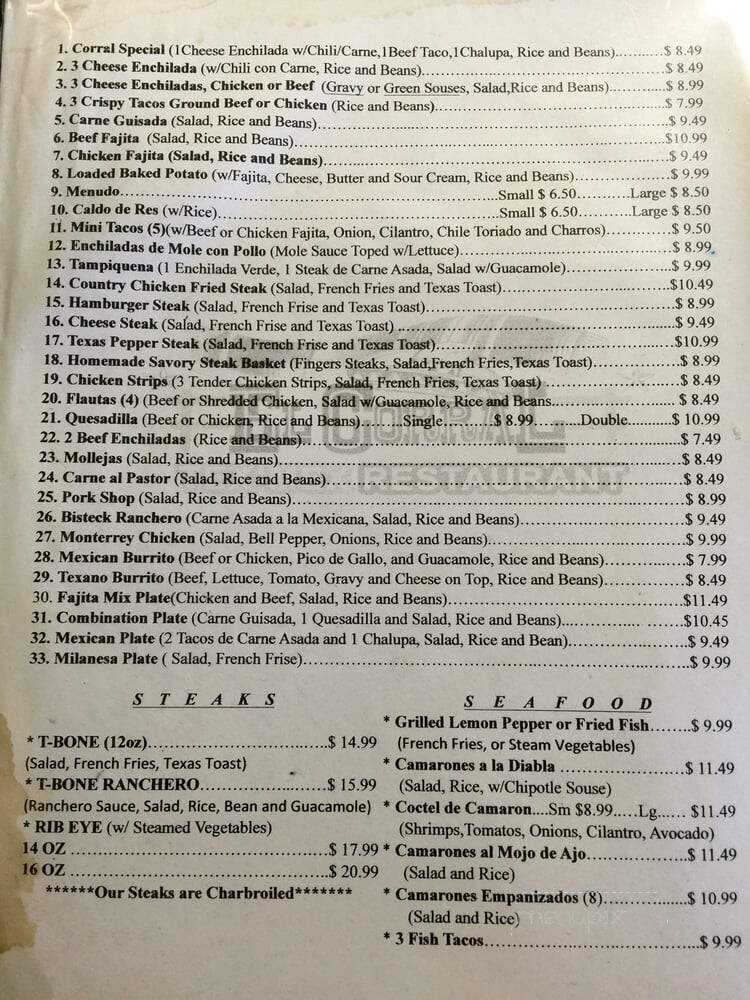 1. Corral Special (1Cheese Enchilada w/Chili/Carne,1Beef Taco,1Chalupa, Rice and Beans)..........$ 8.49
2. 3 Cheese Enchilada (w/Chili con Carne, Rice and Beans)..........$ 8.49
3. 3 Cheese Enchiladas, Chicken or Beef (Gravy or Green Souses, Salad,Rice and Beans)..........$ 8.99
4. 3 Crispy Tacos Ground Beef or Chicken (Rice and Beans)..........$ 7.99
5. Carne Guisada (Salad, Rice and Beans)..........$ 9.49
6. Beef Fajita (Salad, Rice and Beans)..........$10.99
7. Chicken Fajita (Salad, Rice and Beans)..........$ 9.49
8. Loaded Baked Potato (w/Fajita, Cheese, Butter and Sour Cream, Rice and Beans)..........$ 9.99
9. Menudo..........Small $ 6.50..........Large $ 8.50
10. Caldo de Res (w/Rice)..........Small $ 6.50..........Large $ 8.50
11. Mini Tacos (5)(w/Beef or Chicken Fajita, Onion, Cilantro, Chile Toriado and Charros)..........$ 9.50
12. Enchiladas de Mole con Pollo (Mole Sauce Toped w/Lettuce)..........$ 8.99
13. Tampiquena (1 Enchilada Verde, 1 Steak de Carne Asada, Salad w/Guacamole)..........$ 9.99
14. Country Chicken Fried Steak (Salad, French Fries and Texas Toast)..........$10.49
15. Hamburger Steak (Salad, French Frise and Texas Toast)..........$ 8.99
16. Cheese Steak (Salad, French Frise and Texas Toast) ..........$ 9.49
17. Texas Pepper Steak (Salad, French Frise and Texas Toast)..........$10.99
18. Homemade Savory Steak Basket (Fingers Steaks, Salad,French Fries,Texas Toast)..........$ 8.99
19. Chicken Strips (3 Tender Chicken Strips, Salad, French Fries, Texas Toast)..........$ 8.49
20. Flautas (4) (Beef or Shredded Chicken, Salad w/Guacamole, Rice and Beans..........$ 8.49
21. Quesadilla (Beef or Chicken, Rice and Beans)..........Single..........$ 8.99..........Double..........$ 10.99
22. 2 Beef Enchiladas (Rice and Beans)..........$ 7.49
23. Mollejas (Salad, Rice and Beans)..........$ 8.49
24. Carne al Pastor (Salad, Rice and Beans)..........$ 8.49
25. Pork Shop (Salad, Rice and Beans)..........$ 8.99
26. Bisteck Ranchero (Carne Asada a la Mexicana, Salad, Rice and Beans)..........$ 9.49
27. Monterrey Chicken (Salad, Bell Pepper, Onions, Rice and Beans)..........$ 9.99
28. Mexican Burrito (Beef or Chicken, Pico de Gallo, and Guacamole, Rice and Beans)..........$ 7.99
29. Texano Burrito (Beef, Lettuce, Tomato, Gravy and Cheese on Top, Rice and Beans)..........$ 8.49
30. Fajita Mix Plate(Chicken and Beef, Salad, Rice and Beans)..........$11.49
31. Combination Plate (Carne Guisada, 1 Quesadilla and Salad, Rice and Beans)..........$10.45
32. Mexican Plate (2 Tacos de Carne Asada and 1 Chalupa, Salad, Rice and Bean)..........$ 9.49
33. Milanesa Plate ( Salad, French Frise)..........$ 9.99
EL CORRAL
RESTAURANT
STEAKS
* T-BONE (12oz)..........$ 14.99
(Salad, French Fries, Texas Toast)
* T-BONE RANCHERO..........$ 15.99
(Ranchero Sauce, Salad, Rice, Bean and Guacamole)
* RIB EYE (w/ Steamed Vegetables)
14 OZ ..........$ 17.99
16 OZ ..........$ 20.99
******Our Steaks are Charbroiled*******
SEAFOOD
* Grilled Lemon Pepper or Fried Fish..........$ 9.99
(French Fries, or Steam Vegetables)
* Camarones a la Diabla ..........$ 11.49
(Salad, Rice, w/Chipotle Souse)
* Coctel de Camaron....Sm $8.99.....Lg...... $11.49
(Shrimps,Tomatos, Onions, Cilantro, Avocado)
* Camarones al Mojo de Ajo..........$ 11.49
(Salad and Rice)
* Camarones Empanizados (8)..........$ 10.99
(Salad and Rice)
* 3 Fish Tacos..........$ 9.99